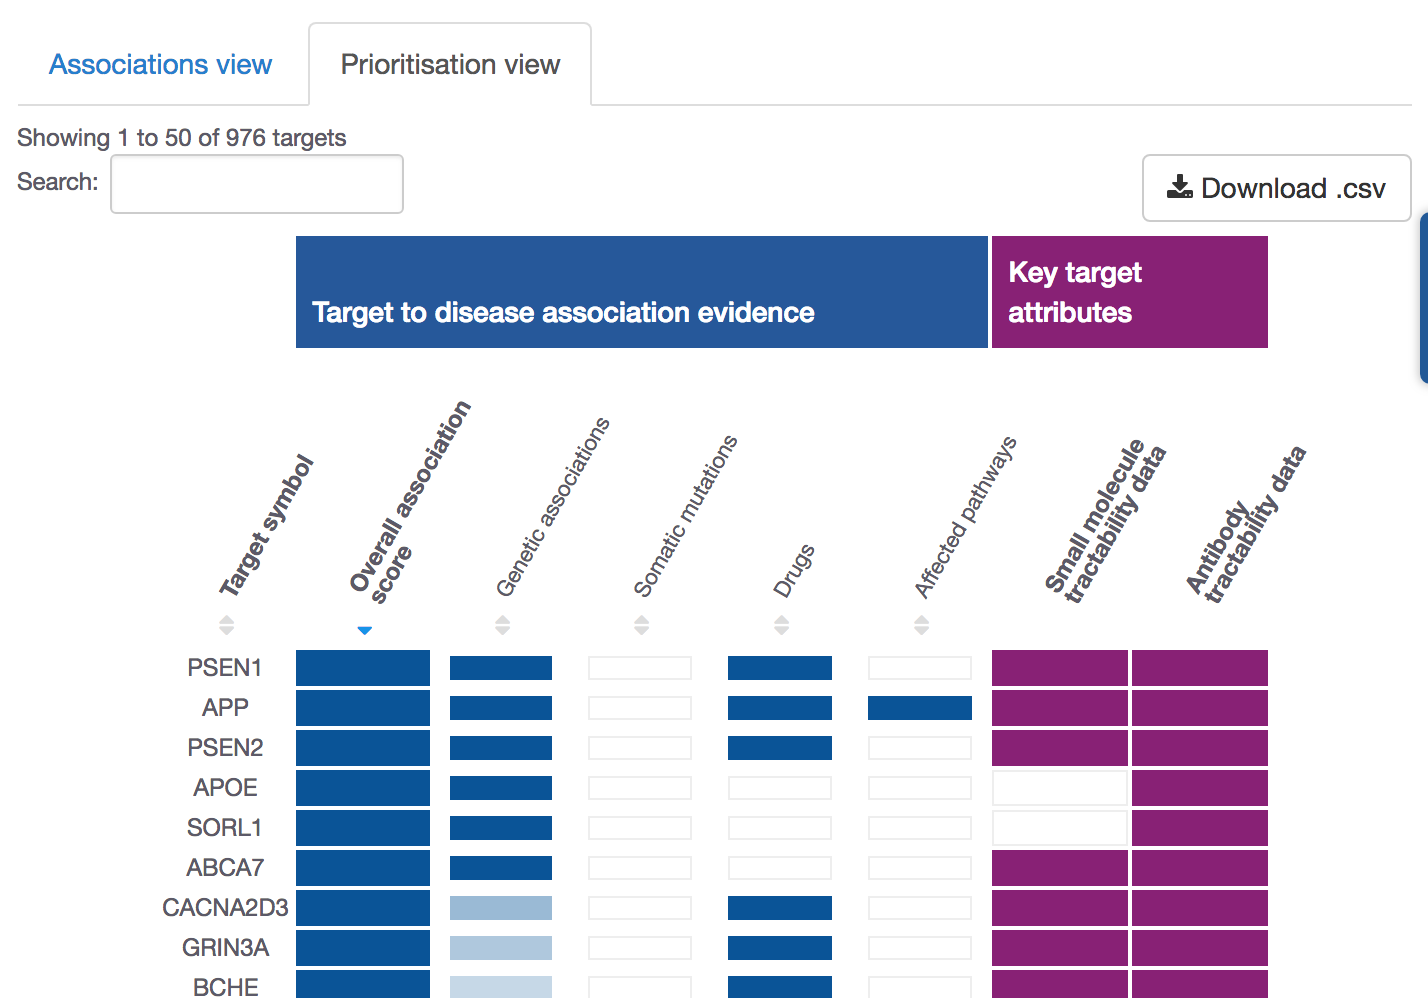 Associations view
Prioritisation view
Showing 1 to 50 of 976 targets
Search:
Download .csv
Target to disease association evidence
Key target
attributes
Target symbol
Overall association
score
Genetic associations
Somatic mutations
Drugs
Affected pathways
Small molecule
tractability data
Antibody
tractability data
PSEN1
APP
PSEN2
APOE
SORL1
ABCA7
CACNA2D3
GRIN3A
BCHE